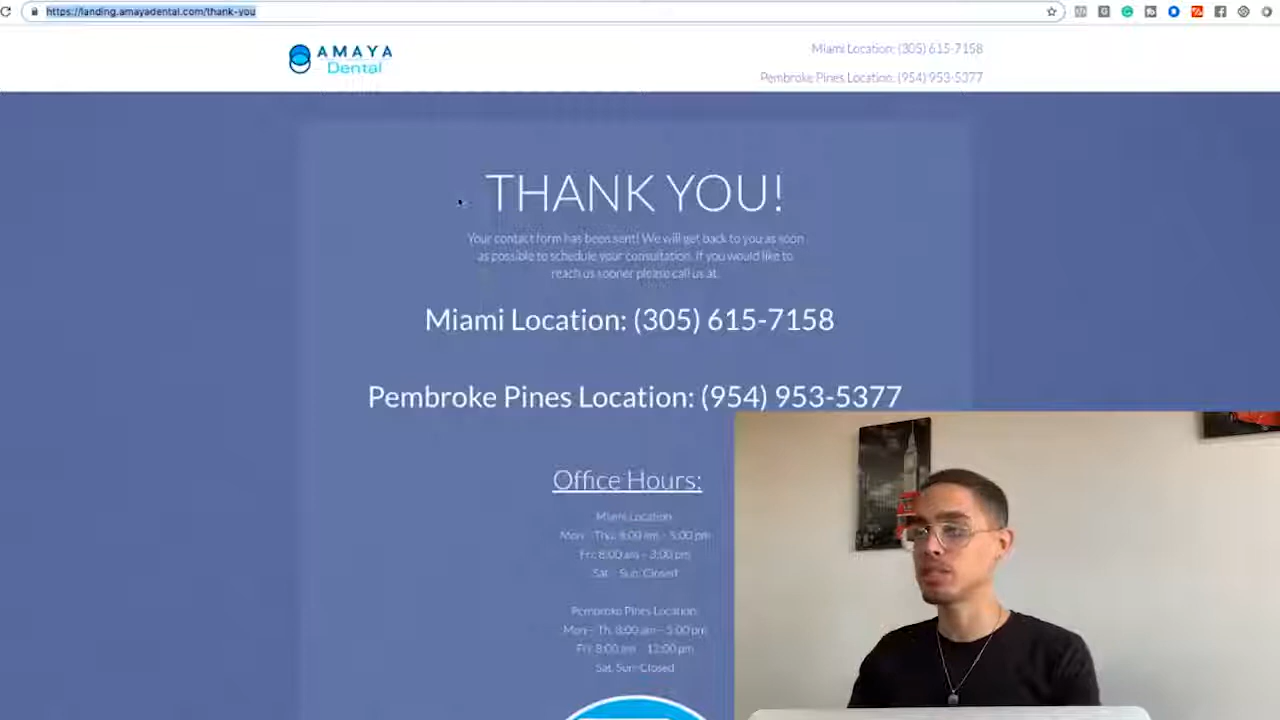 https://landing.amayadental.com/thank-you
AMAYA
Dental
Miami Location: (305) 615-7158
Pembroke Pines Location: (954) 953-5377
THANK YOU!
Your contact form has been sent! We will get back to you as soon
as possible to schedule your consultation. If you would like to
reach us sooner please call us at.
Miami Location: (305) 615-7158
Pembroke Pines Location: (954) 953-5377
Office Hours:
Miami Location
Mon - Thu: 8:00 am - 5:00 pm
Fri: 8:00 am - 3:00 pm
Sat - Sun: Closed
Pembroke Pines Location:
Mon - Th: 8:00 am - 5:00 pm
Fri: 8:00 am - 12:00 pm
Sat, Sun: Closed